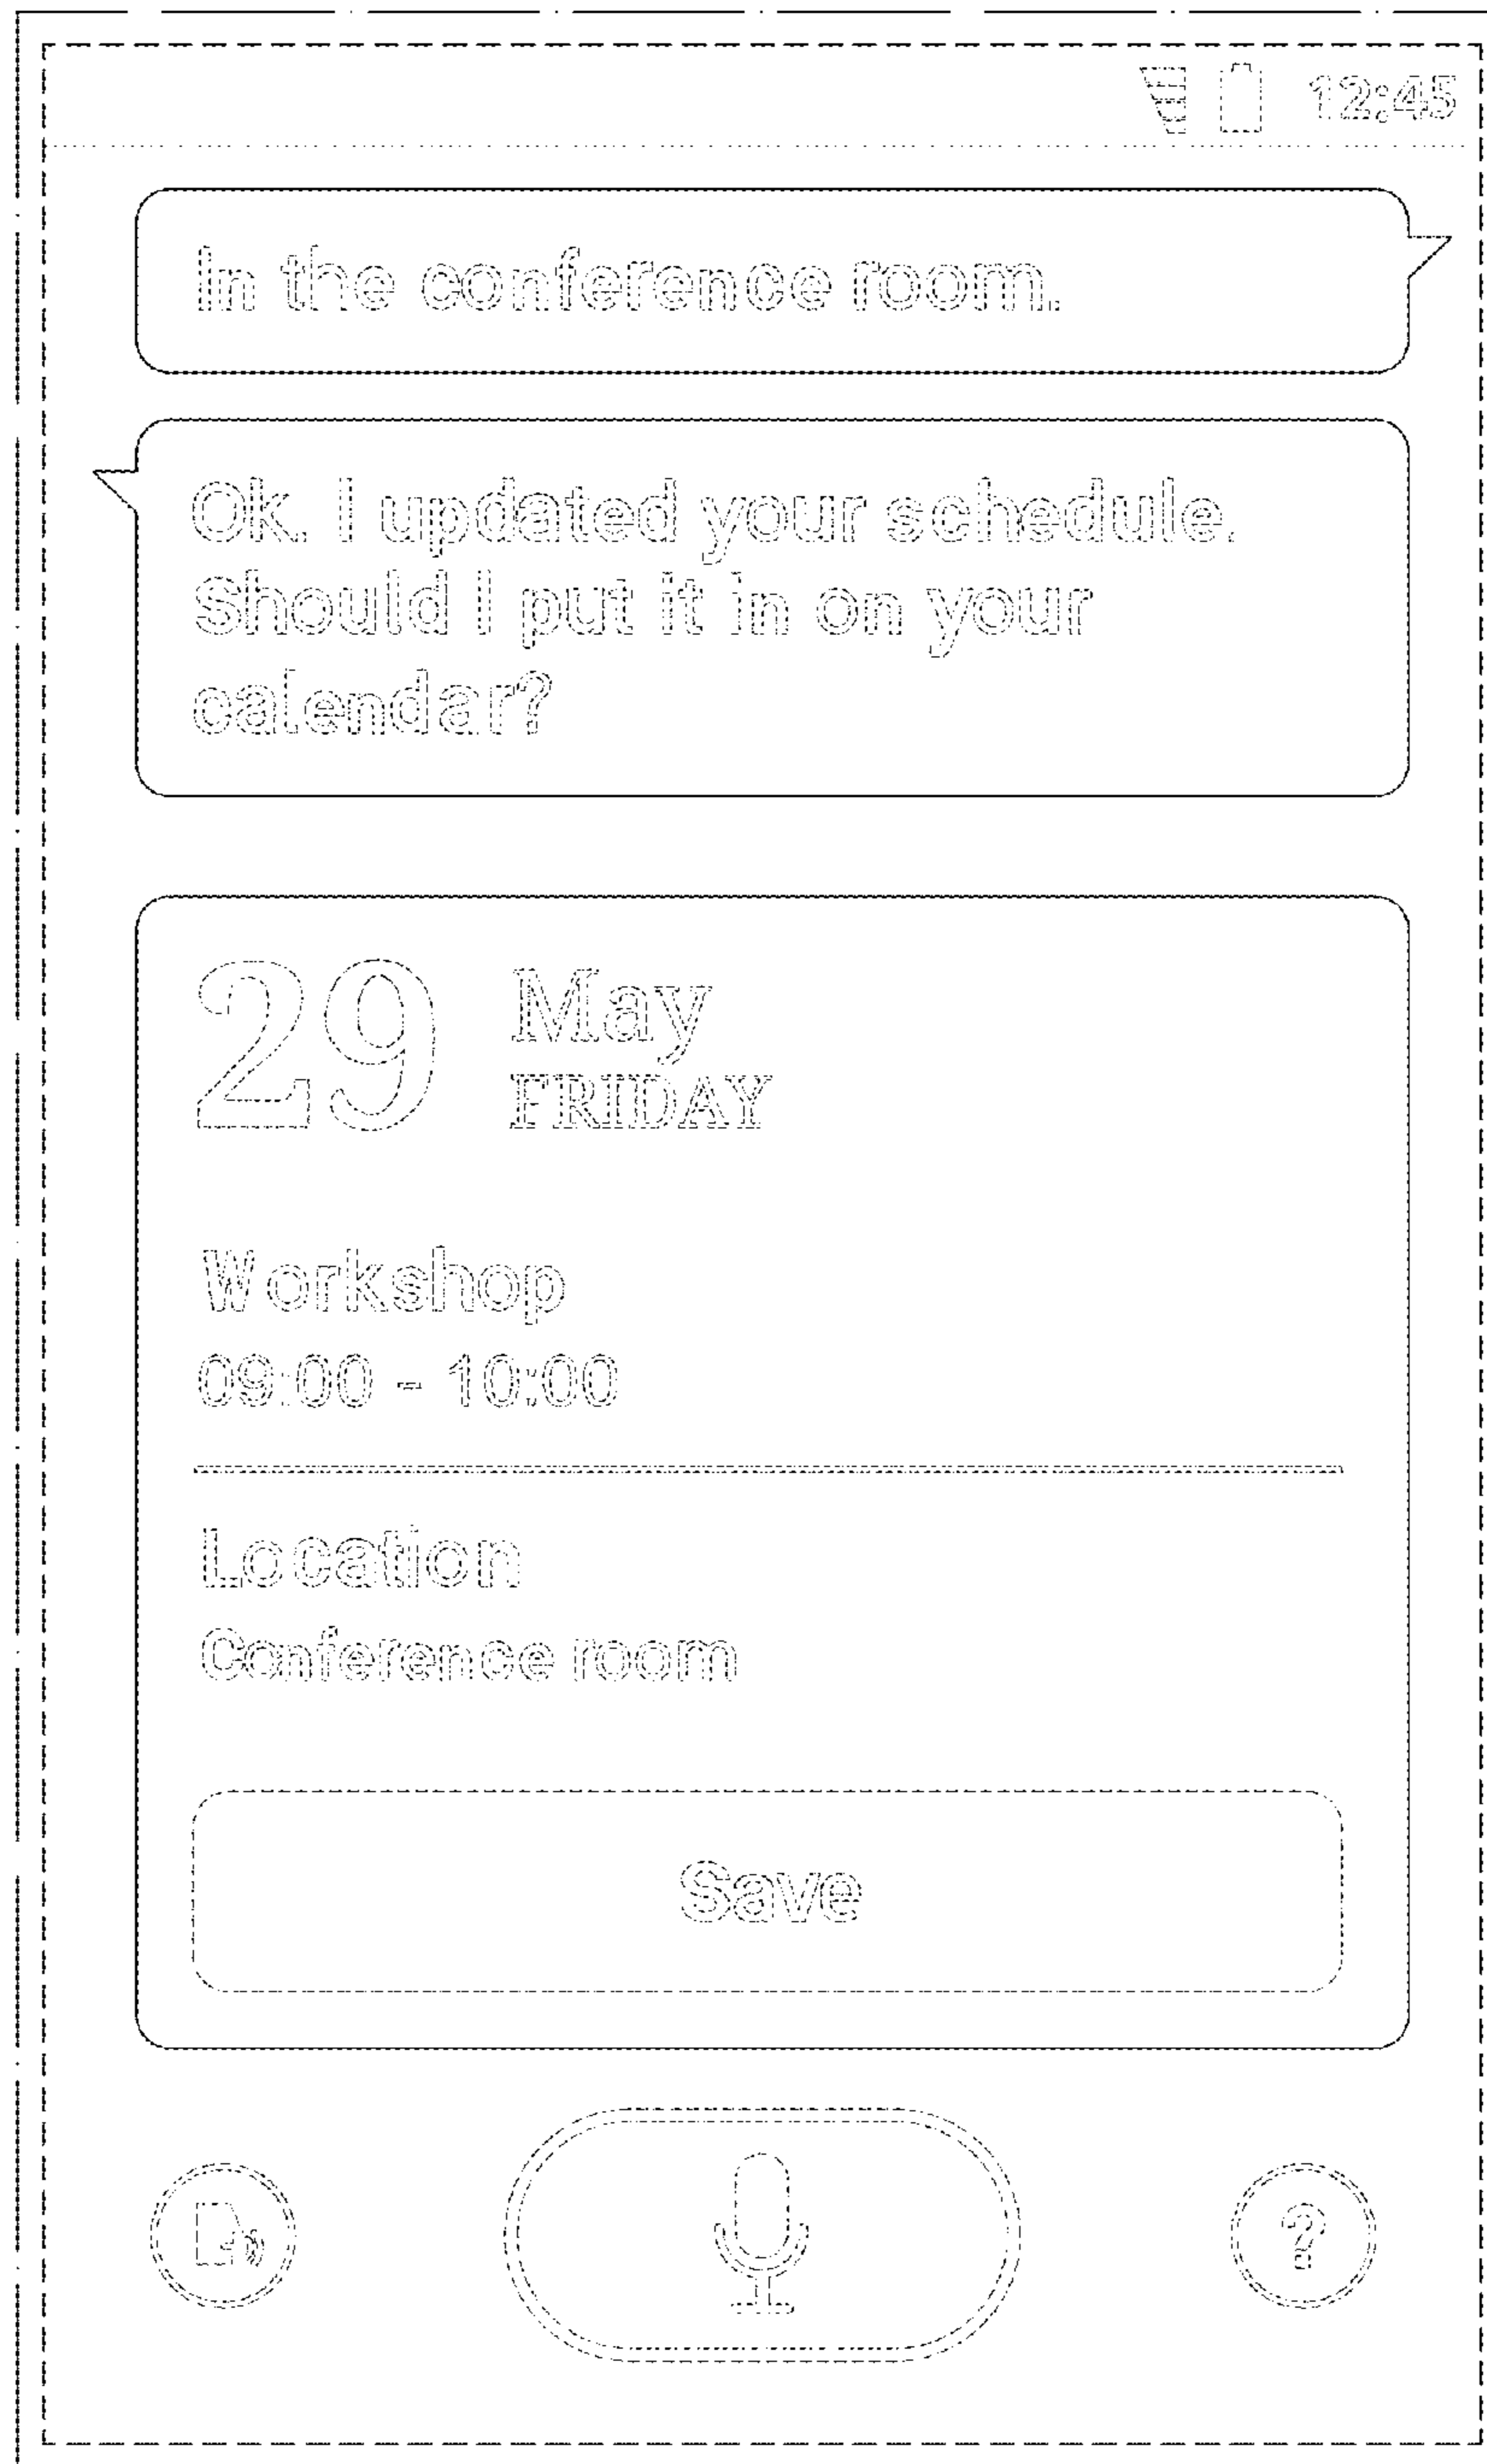 12:45
In the conference room.
Ok. I updated your schedule.
Should I put it in on your
calendar?
29 May
FRIDAY
Workshop
09:00 - 10:00
Location
Conference room
Save
?